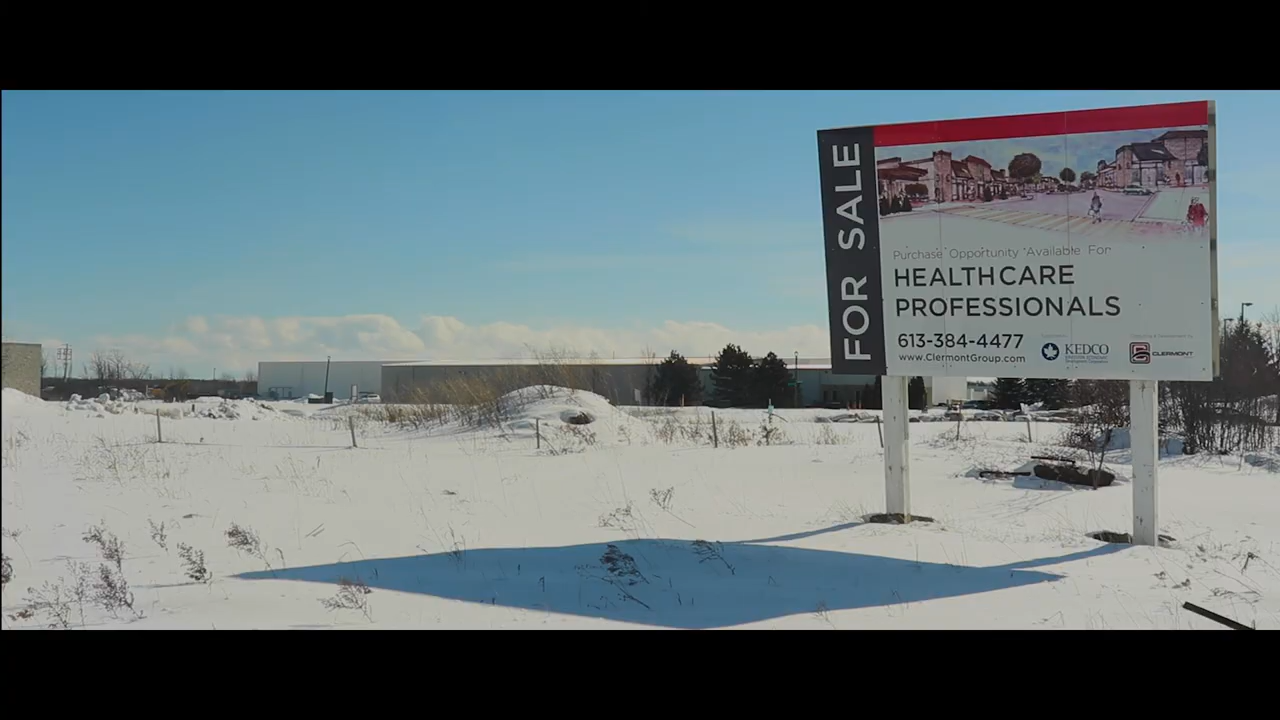 FOR SALE
Purchase Opportunity Available For
HEALTHCARE
PROFESSIONALS
613-384-4477
www.ClermontGroup.com
KEDCO
CLERMONT